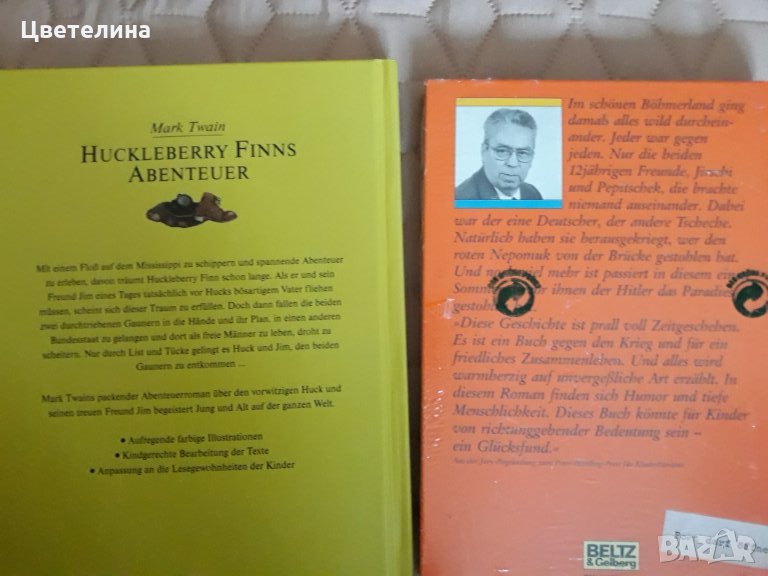 Цветелина
Mark Twain
HUCKLEBERRY FINNS
ABENTEUER
Mit einem Floß auf dem Mississippi zu schippern und spannende Abenteuer
zu erleben, davon träumt Huckleberry Finn schon lange. Als er und sein
Freund Jim eines Tages tatsächlich vor Hucks bösartigem Vater fliehen
müssen, scheint sich dieser Traum zu erfüllen. Doch dann fallen die beiden
zwei durchtriebenen Gaunern in die Hände und ihr Plan, in einen anderen
Bundesstaat zu gelangen und dort als freie Männer zu leben, droht zu
scheitern. Nur durch List und Tücke gelingt es Huck und Jim, den beiden
Gaunern zu entkommen ...
Mark Twains packender Abenteuerroman über den vorwitzigen Huck und
seinen treuen Freund Jim begeistert Jung und Alt auf der ganzen Welt.
• Aufregende farbige Illustrationen
• Kindgerechte Bearbeitung der Texte
• Anpassung an die Lesegewohnheiten der Kinder
Im schönen Böhmerland ging
damals alles wild durchein-
ander. Jeder war gegen
jeden. Nur die beiden
12jährigen Freunde, Jirschi
und Pepitschek, die brachte
niemand auseinander. Dabei
war der eine Deutscher, der andere Tscheche.
Natürlich haben sie herausgekriegt, wer den
roten Nepomuk von der Brücke gestohlen hat.
Und noch viel mehr ist passiert in diesem
Sommer, ihnen der Hitler das Paradies
»Diese Geschichte ist prall voll Zeitgeschehen.
Es ist ein Buch gegen den Krieg und für ein
friedliches Zusammenleben. Und alles wird
warmherzig auf unvergeßliche Art erzählt. In
diesem Roman finden sich Humor und tiefe
Menschlichkeit. Dieses Buch könnte für Kinder
von richtunggebender Bedeutung sein –
ein Glücksfund.«
BELTZ
& Gelberg
BAZAR